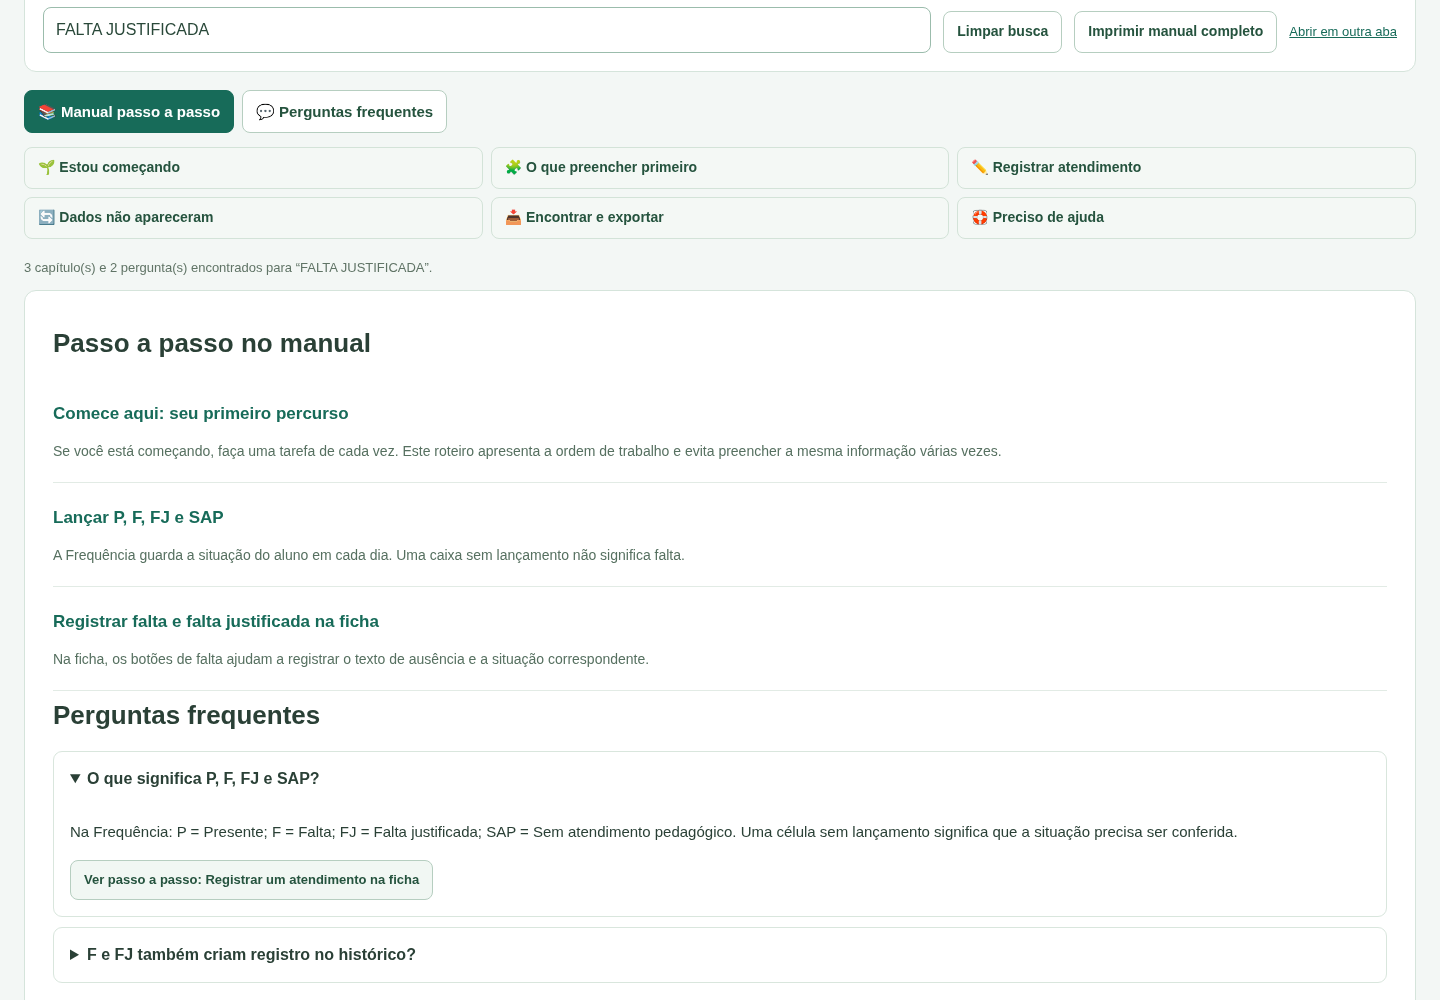 FALTA JUSTIFICADA
Limpar busca
Imprimir manual completo
Abrir em outra aba
📚 Manual passo a passo
💬 Perguntas frequentes
🌱 Estou começando
🧩 O que preencher primeiro
✏️ Registrar atendimento
🔄 Dados não apareceram
📤 Encontrar e exportar
🛟 Preciso de ajuda
3 capítulo(s) e 2 pergunta(s) encontrados para “FALTA JUSTIFICADA”.
Passo a passo no manual
Comece aqui: seu primeiro percurso
Se você está começando, faça uma tarefa de cada vez. Este roteiro apresenta a ordem de trabalho e evita preencher a mesma informação várias vezes.
Lançar P, F, FJ e SAP
A Frequência guarda a situação do aluno em cada dia. Uma caixa sem lançamento não significa falta.
Registrar falta e falta justificada na ficha
Na ficha, os botões de falta ajudam a registrar o texto de ausência e a situação correspondente.
Perguntas frequentes
▼ O que significa P, F, FJ e SAP?
Na Frequência: P = Presente; F = Falta; FJ = Falta justificada; SAP = Sem atendimento pedagógico. Uma célula sem lançamento significa que a situação precisa ser conferida.
Ver passo a passo: Registrar um atendimento na ficha
▶ F e FJ também criam registro no histórico?